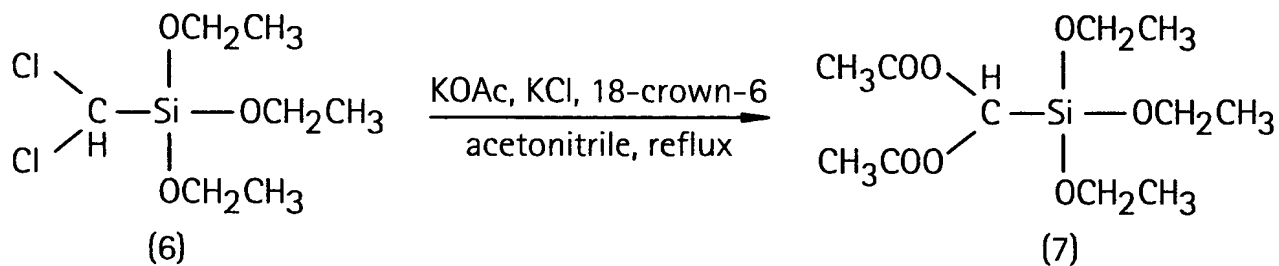 OCH2CH3
Cl
C
Si
OCH2CH3
H
Cl
OCH2CH3
(6)
KOAc, KCl, 18-crown-6
acetonitrile, reflux
OCH2CH3
CH3COO
H
C
Si
OCH2CH3
CH3COO
OCH2CH3
(7)